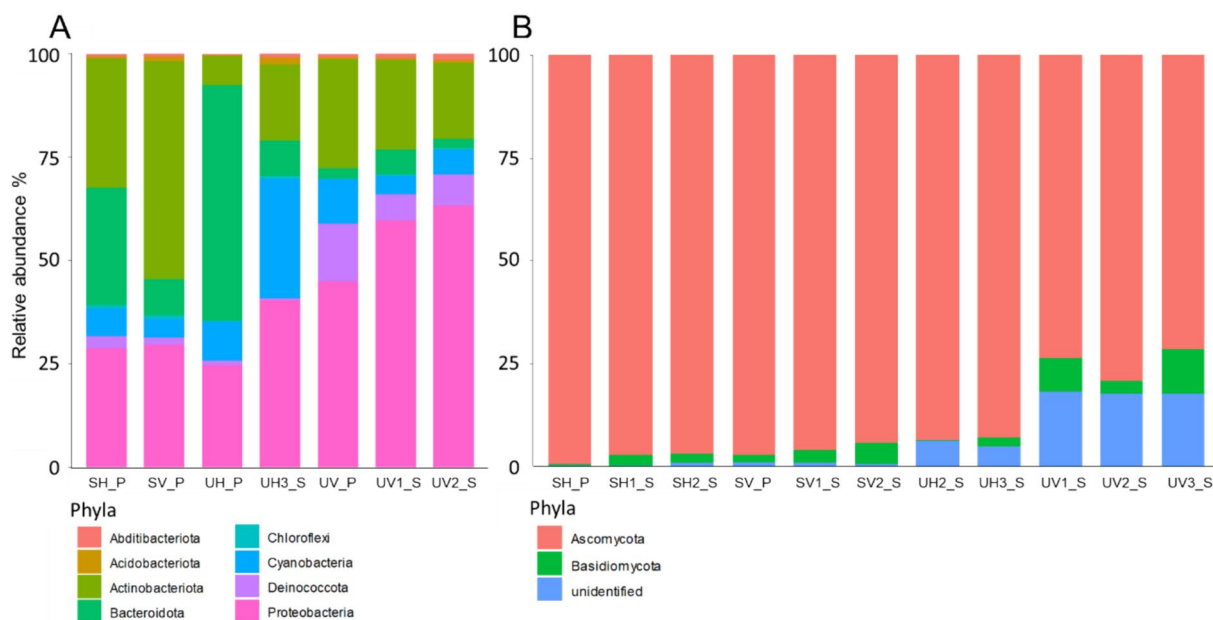 A
B
Relative abundance %
100
75
50
25
0
SH_P SV_P UH_P UH3_S UV_P UV1_S UV2_S
Phyla
Abditibacteriota
Acidobacteriota
Actinobacteriota
Bacteroidota
Chloroflexi
Cyanobacteria
Deinococcota
Proteobacteria
100
75
50
25
0
SH_P SH1_S SH2_S SV_P SV1_S SV2_S UH2_S UH3_S UV1_S UV2_S UV3_S
Phyla
Ascomycota
Basidiomycota
unidentified